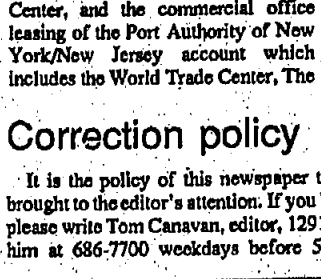 Center, and the commercial office
leasing of the Port Authority of New
York/New Jersey account which
includes the World Trade Center, The
Correction policy
It is the policy of this newspaper
brought to the editor's attention. If you
please write Tom Canavan, editor, 129
him at 686-7700 weekdays before 5